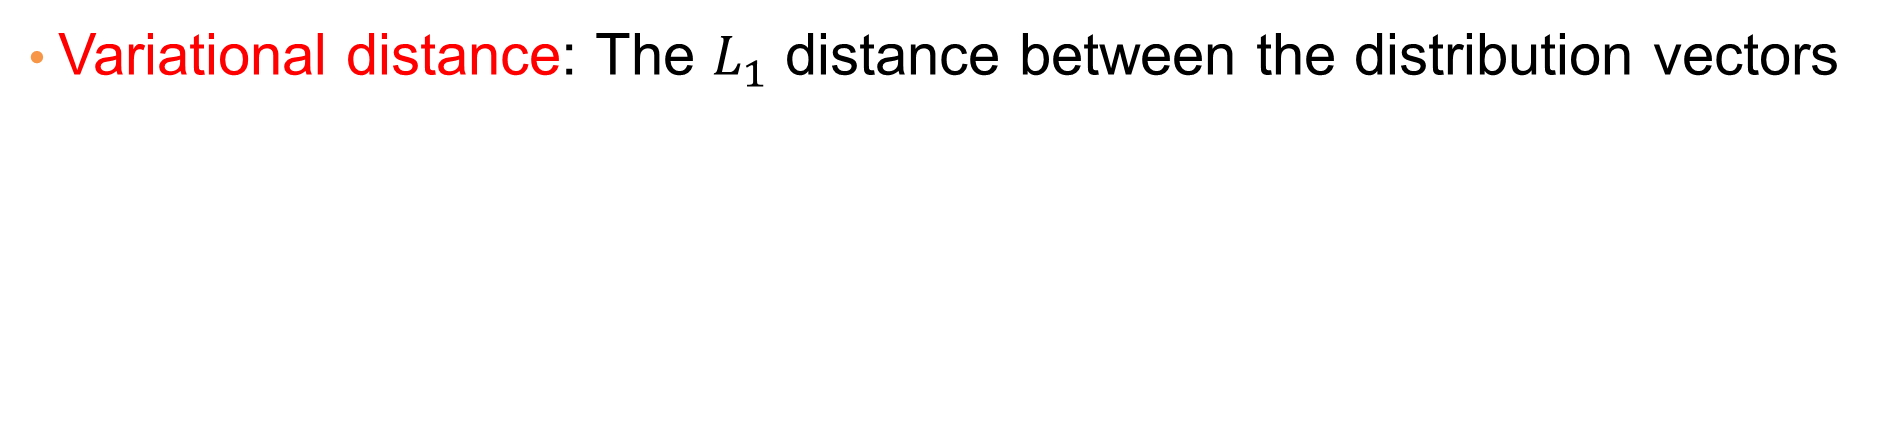 • Variational distance: The L₁ distance between the distribution vectors